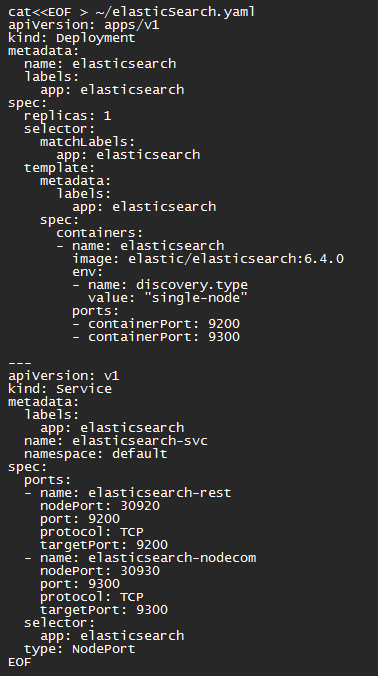 cat<<EOF > ~/elasticSearch.yaml
apiVersion: apps/v1
kind: Deployment
metadata:
  name: elasticsearch
  labels:
    app: elasticsearch
spec:
  replicas: 1
  selector:
    matchLabels:
      app: elasticsearch
  template:
    metadata:
      labels:
        app: elasticsearch
    spec:
      containers:
      - name: elasticsearch
        image: elastic/elasticsearch:6.4.0
        env:
        - name: discovery.type
          value: "single-node"
        ports:
        - containerPort: 9200
        - containerPort: 9300

---
apiVersion: v1
kind: Service
metadata:
  labels:
    app: elasticsearch
  name: elasticsearch-svc
  namespace: default
spec:
  ports:
  - name: elasticsearch-rest
    nodePort: 30920
    port: 9200
    protocol: TCP
    targetPort: 9200
  - name: elasticsearch-nodecom
    nodePort: 30930
    port: 9300
    protocol: TCP
    targetPort: 9300
  selector:
    app: elasticsearch
  type: NodePort
EOF